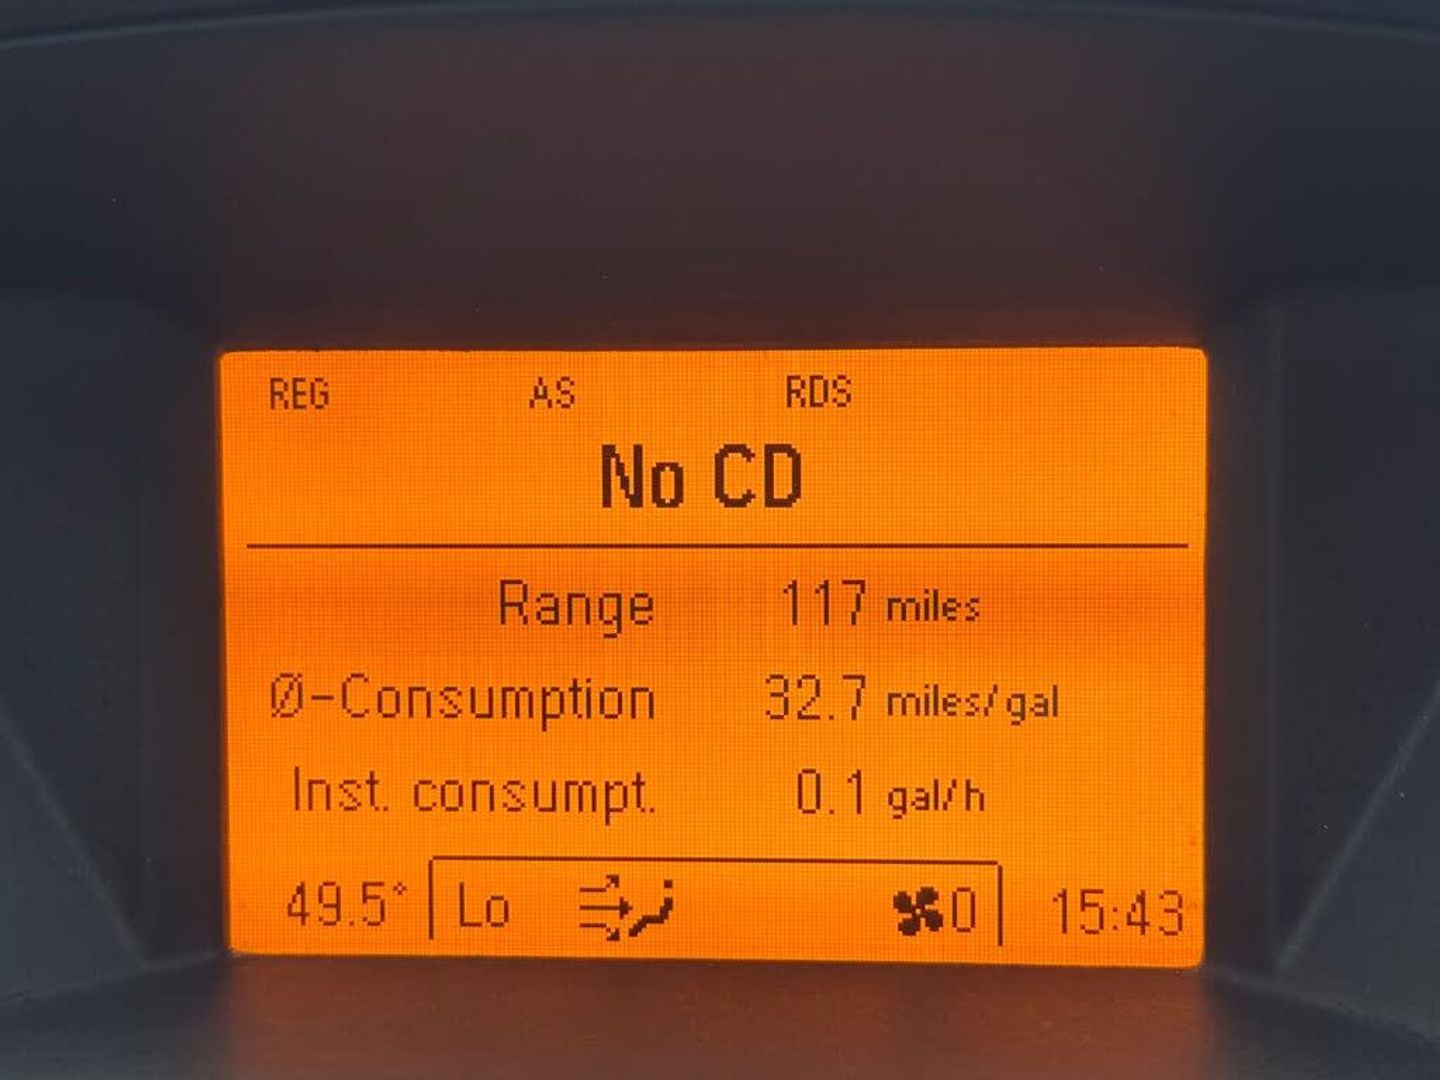 REG AS RDS
No CD
Range 117 miles
Ø-Consumption 32.7 miles/gal
Inst. consumpt. 0.1 gal/h
49.5° Lo 0 15:43